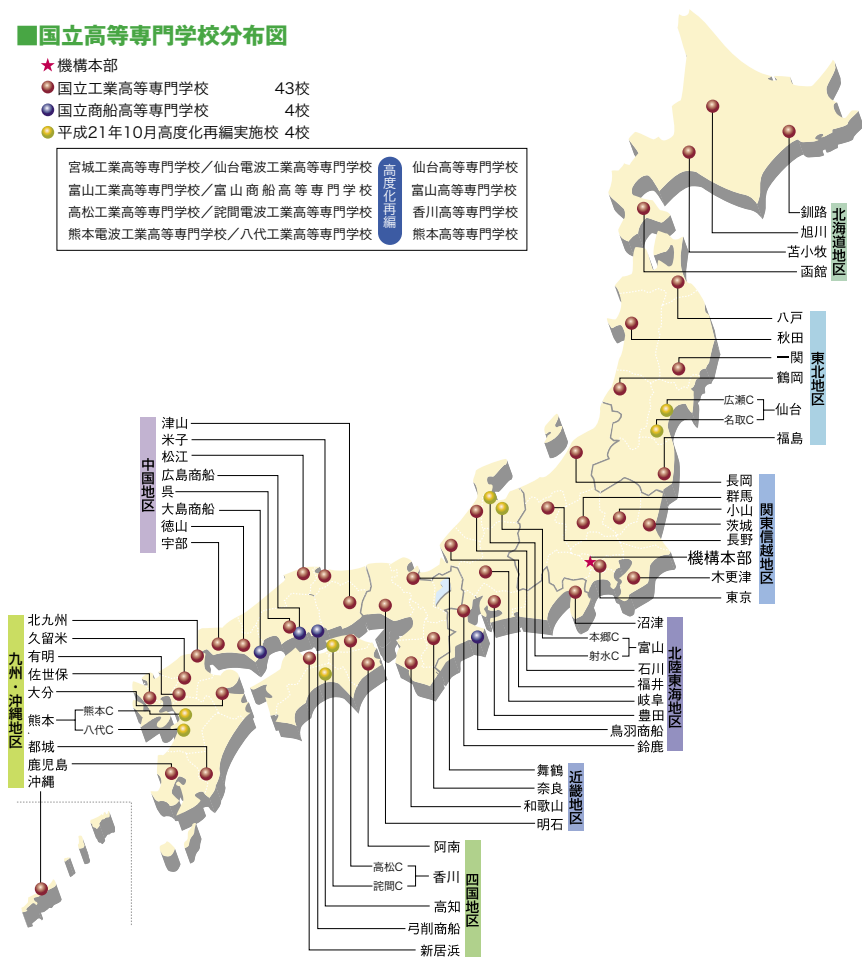 ■国立高等専門学校分布図
★機構本部
国立工業高等専門学校 43校
国立商船高等専門学校 4校
平成21年10月高度化再編実施校 4校
宮城工業高等専門学校／仙台電波工業高等専門学校 仙台高等専門学校
富山工業高等専門学校／富山商船高等専門学校 富山高等専門学校
高松工業高等専門学校／詫間電波工業高等専門学校 香川高等専門学校
熊本電波工業高等専門学校／八代工業高等専門学校 熊本高等専門学校
高度化再編
釧路
旭川
苫小牧
函館
北海道地区
八戸
秋田
一関
鶴岡
広瀬C
名取C
仙台
福島
東北地区
長岡
群馬
小山
茨城
長野
機構本部
木更津
東京
関東信越地区
沼津
本郷C
射水C
富山
石川
福井
岐阜
豊田
鳥羽商船
鈴鹿
北陸東海地区
舞鶴
奈良
和歌山
明石
近畿地区
津山
米子
松江
広島商船
呉
大島商船
徳山
宇部
中国地区
北九州
久留米
有明
佐世保
大分
熊本
熊本C
八代C
都城
鹿児島
沖縄
九州・沖縄地区
阿南
高松C
詫間C
香川
高知
弓削商船
新居浜
四国地区